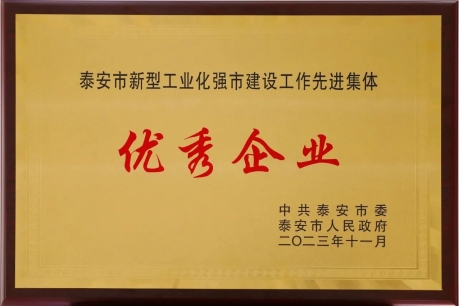 泰安市新型工业化强市建设工作先进集体
优秀企业
中共泰安市委
泰安市人民政府
二〇二三年十一月